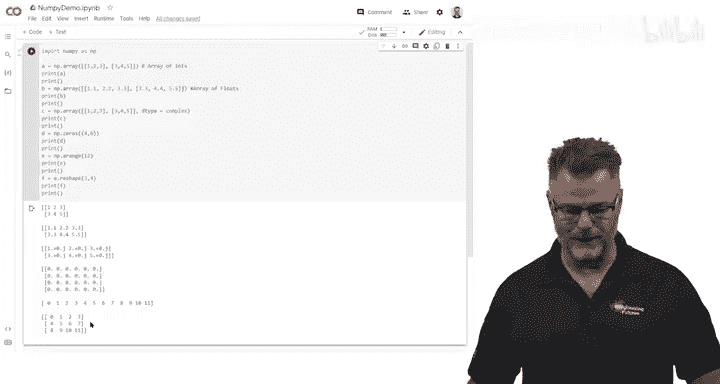 CO NumpyDemo.ipynb
File Edit View Insert Runtime Tools Help All changes saved
Comment Share
+ Code + Text
RAM
Disk
Editing
import numpy as np
a = np.array([[1,2,3], [3,4,5]]) # Array of ints
print(a)
print()
b = np.array([[1.1, 2.2, 3.3], [3.3, 4.4, 5.5]]) #Array of Floats
print(b)
print()
c = np.array([[1,2,3], [3,4,5]], dtype = complex)
print(c)
print()
d = np.zeros((4,6))
print(d)
print()
e = np.arange(12)
print(e)
print()
f = e.reshape(3,4)
print(f)
print()
[[1 2 3]
[3 4 5]]
[[1.1 2.2 3.3]
[3.3 4.4 5.5]]
[[1.+0.j 2.+0.j 3.+0.j]
[3.+0.j 4.+0.j 5.+0.j]]
[[0. 0. 0. 0. 0. 0.]
[0. 0. 0. 0. 0. 0.]
[0. 0. 0. 0. 0. 0.]
[0. 0. 0. 0. 0. 0.]]
[ 0 1 2 3 4 5 6 7 8 9 10 11]
[[ 0 1 2 3]
[ 4 5 6 7]
[ 8 9 10 11]]
bilibili
Engineering
Futures